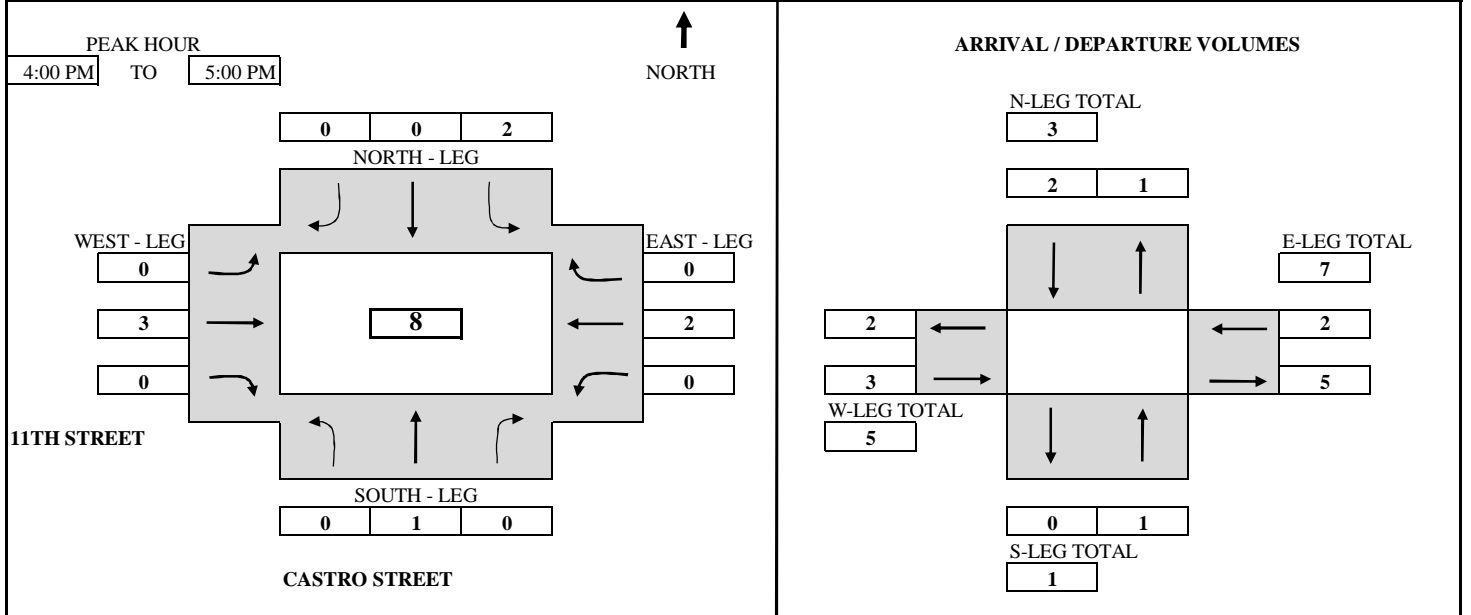 PEAK HOUR
4:00 PM TO 5:00 PM
NORTH
0 0 2
NORTH - LEG
WEST - LEG
EAST - LEG
0
0
3
8
2
0
0
11TH STREET
SOUTH - LEG
0 1 0
CASTRO STREET
ARRIVAL / DEPARTURE VOLUMES
N-LEG TOTAL
3
2 1
E-LEG TOTAL
7
2
2
3
5
W-LEG TOTAL
5
0 1
S-LEG TOTAL
1